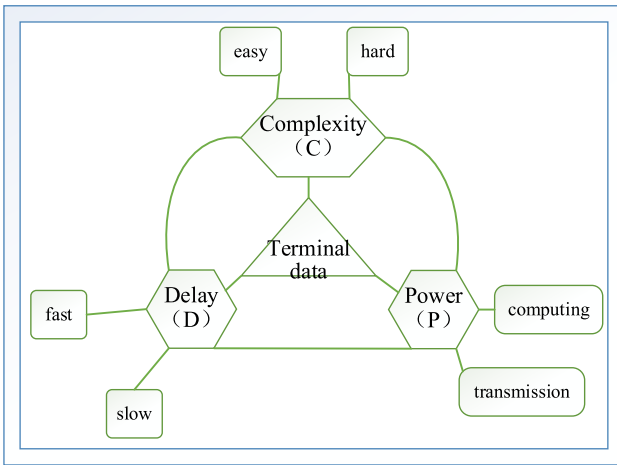 easy
hard
Complexity
（C）
Terminal
data
Delay
（D）
Power
（P）
fast
computing
transmission
slow